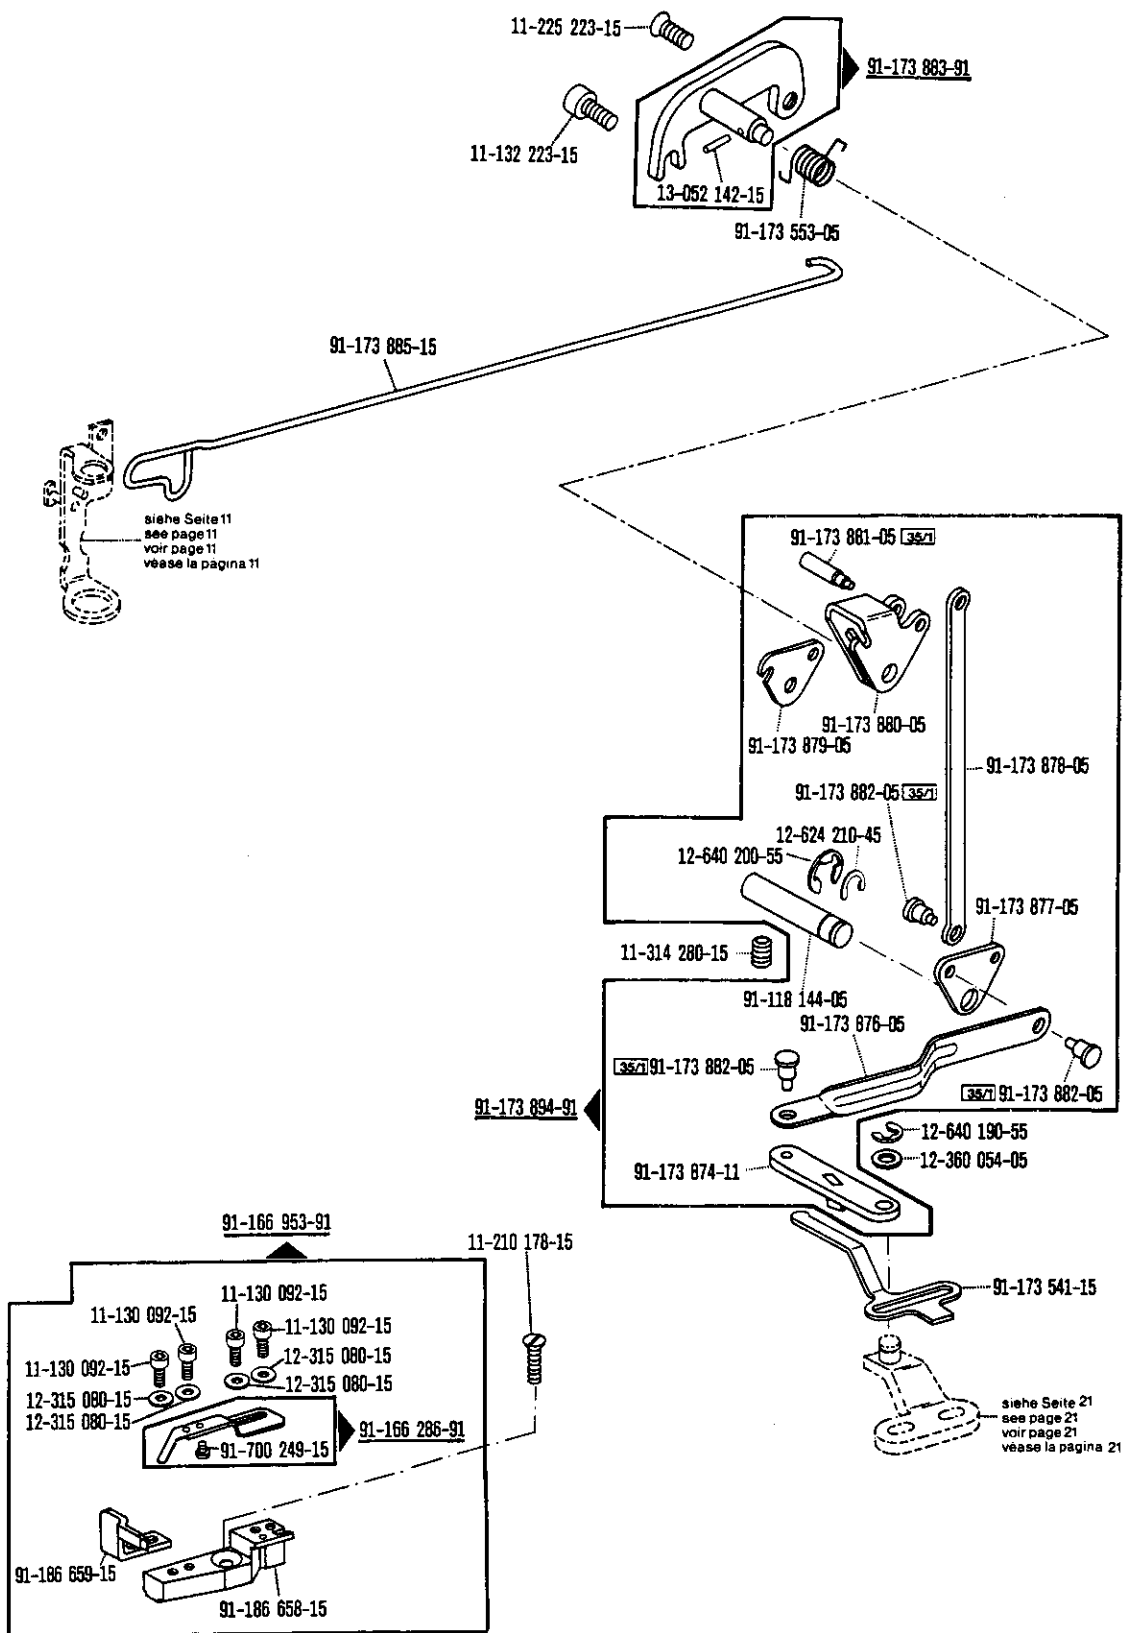 11-225 223-15
91-173 883-91
11-132 223-15
13-052 142-15
91-173 553-05
91-173 885-15
siehe Seite 11
see page 11
voir page 11
véase la página 11
91-173 881-05 35/1
91-173 880-05
91-173 879-05
91-173 878-05
91-173 882-05 35/1
12-624 210-45
12-640 200-55
91-173 877-05
11-314 280-15
91-118 144-05
91-173 876-05
35/1 91-173 882-05
35/1 91-173 882-05
91-173 894-91
12-640 190-55
12-360 054-05
91-173 874-11
91-166 953-91
11-210 178-15
91-173 541-15
11-130 092-15
11-130 092-15
11-130 092-15
11-130 092-15
12-315 080-15
12-315 080-15
12-315 080-15
12-315 080-15
91-166 286-91
91-700 249-15
siehe Seite 21
see page 21
voir page 21
véase la pagina 21
91-186 659-15
91-186 658-15